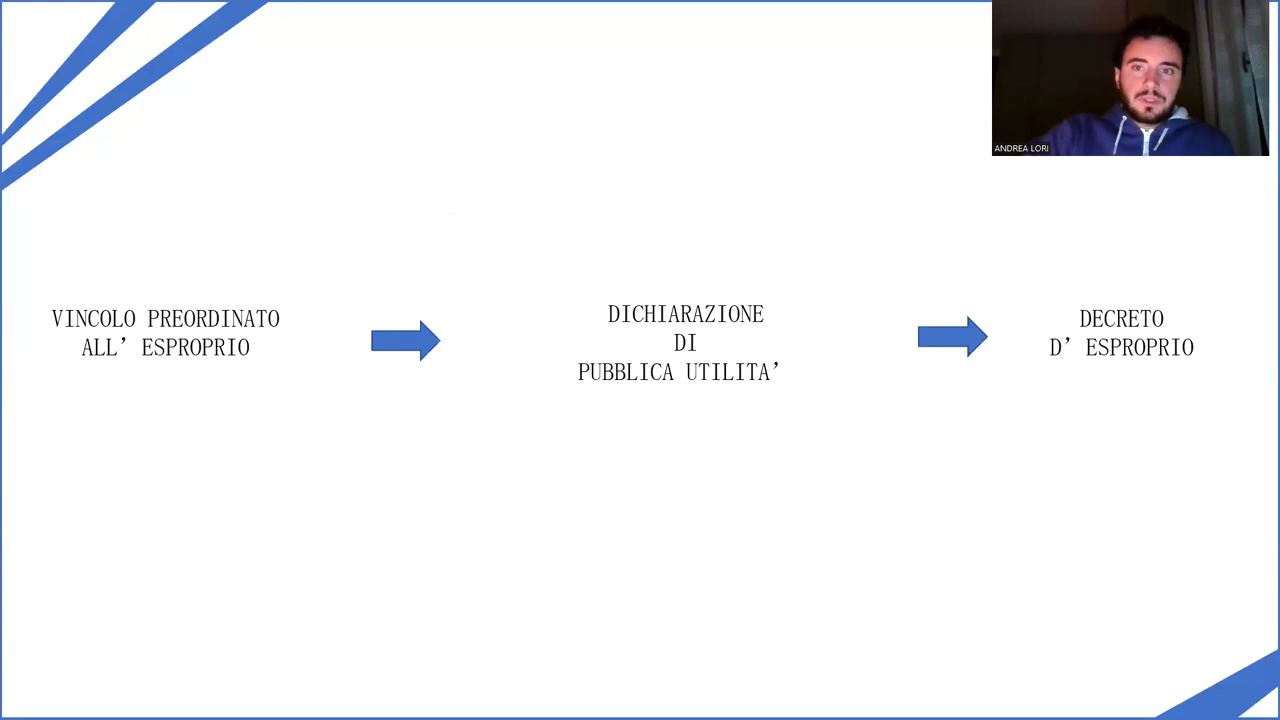 ANDREA LORI
VINCOLO PREORDINATO
ALL’ ESPROPRIO
DICHIARAZIONE
DI
PUBBLICA UTILITA’
DECRETO
D’ ESPROPRIO